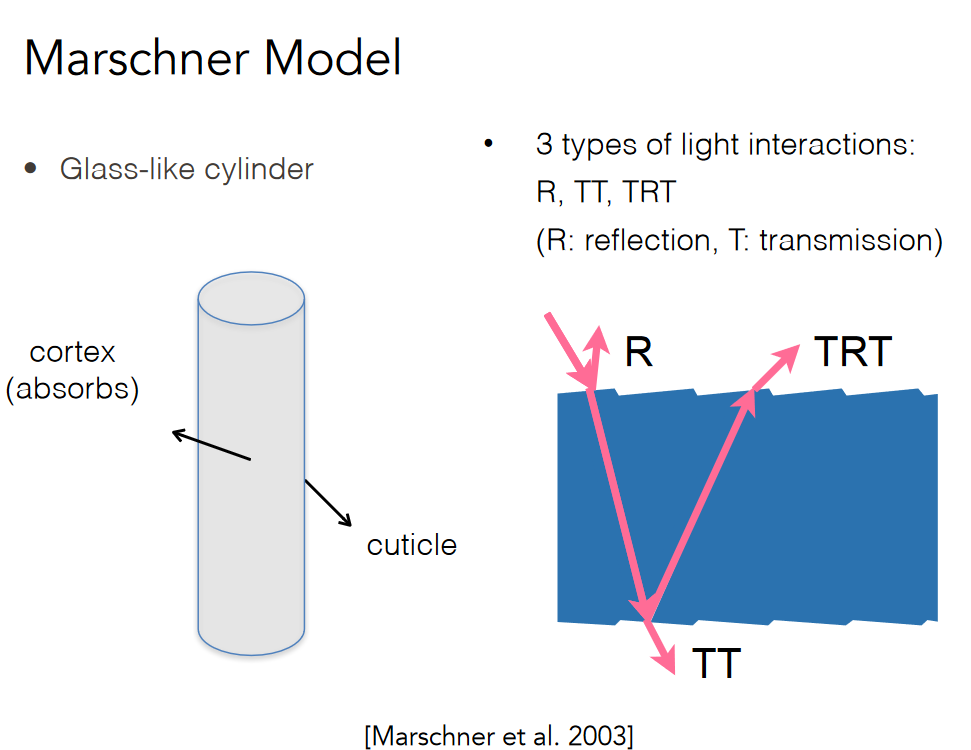 Marschner Model
• Glass-like cylinder
• 3 types of light interactions:
R, TT, TRT
(R: reflection, T: transmission)
cortex
(absorbs)
cuticle
R
TRT
TT
[Marschner et al. 2003]